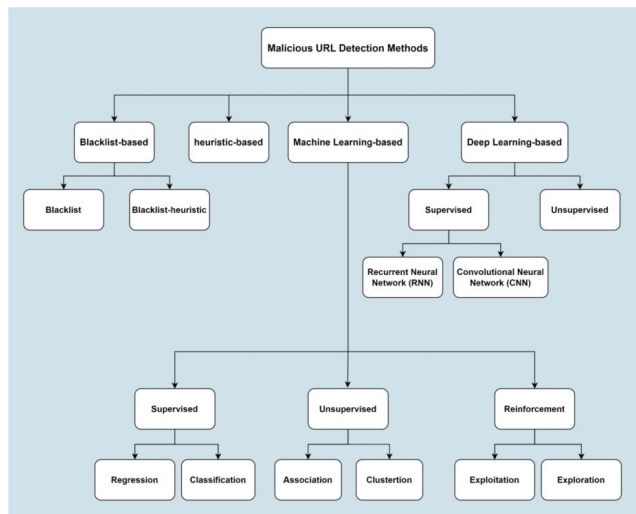 Malicious URL Detection Methods
Blacklist-based
heuristic-based
Machine Learning-based
Deep Learning-based
Blacklist
Blacklist-heuristic
Supervised
Unsupervised
Recurrent Neural
Network (RNN)
Convolutional Neural
Network (CNN)
Supervised
Unsupervised
Reinforcement
Regression
Classification
Association
Clustertion
Exploitation
Exploration